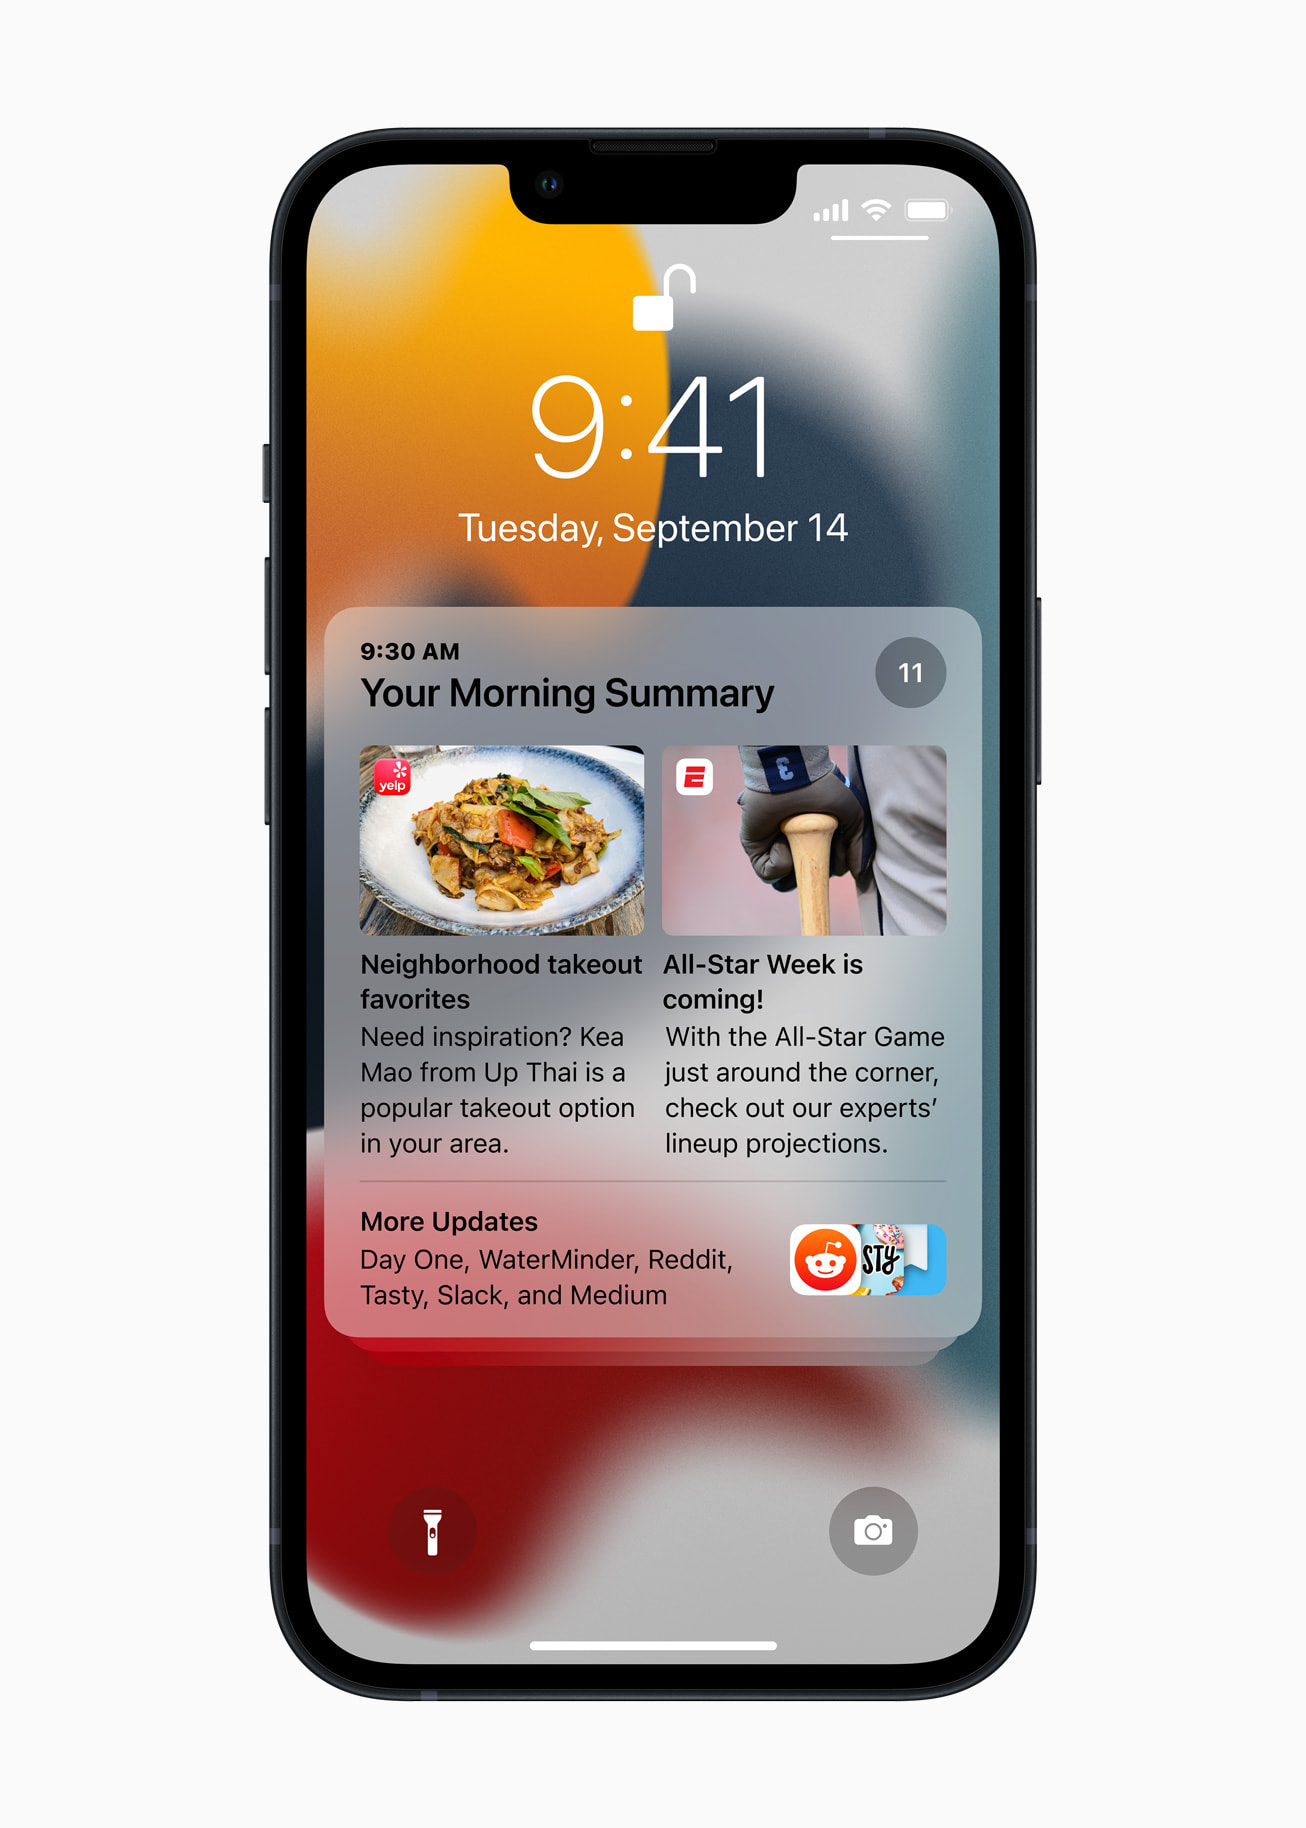 9:41
Tuesday, September 14
9:30 AM
Your Morning Summary
11
yelp
E
3
Neighborhood takeout
favorites
Need inspiration? Kea
Mao from Up Thai is a
popular takeout option
in your area.
All-Star Week is
coming!
With the All-Star Game
just around the corner,
check out our experts’
lineup projections.
More Updates
Day One, WaterMinder, Reddit,
Tasty, Slack, and Medium
STY